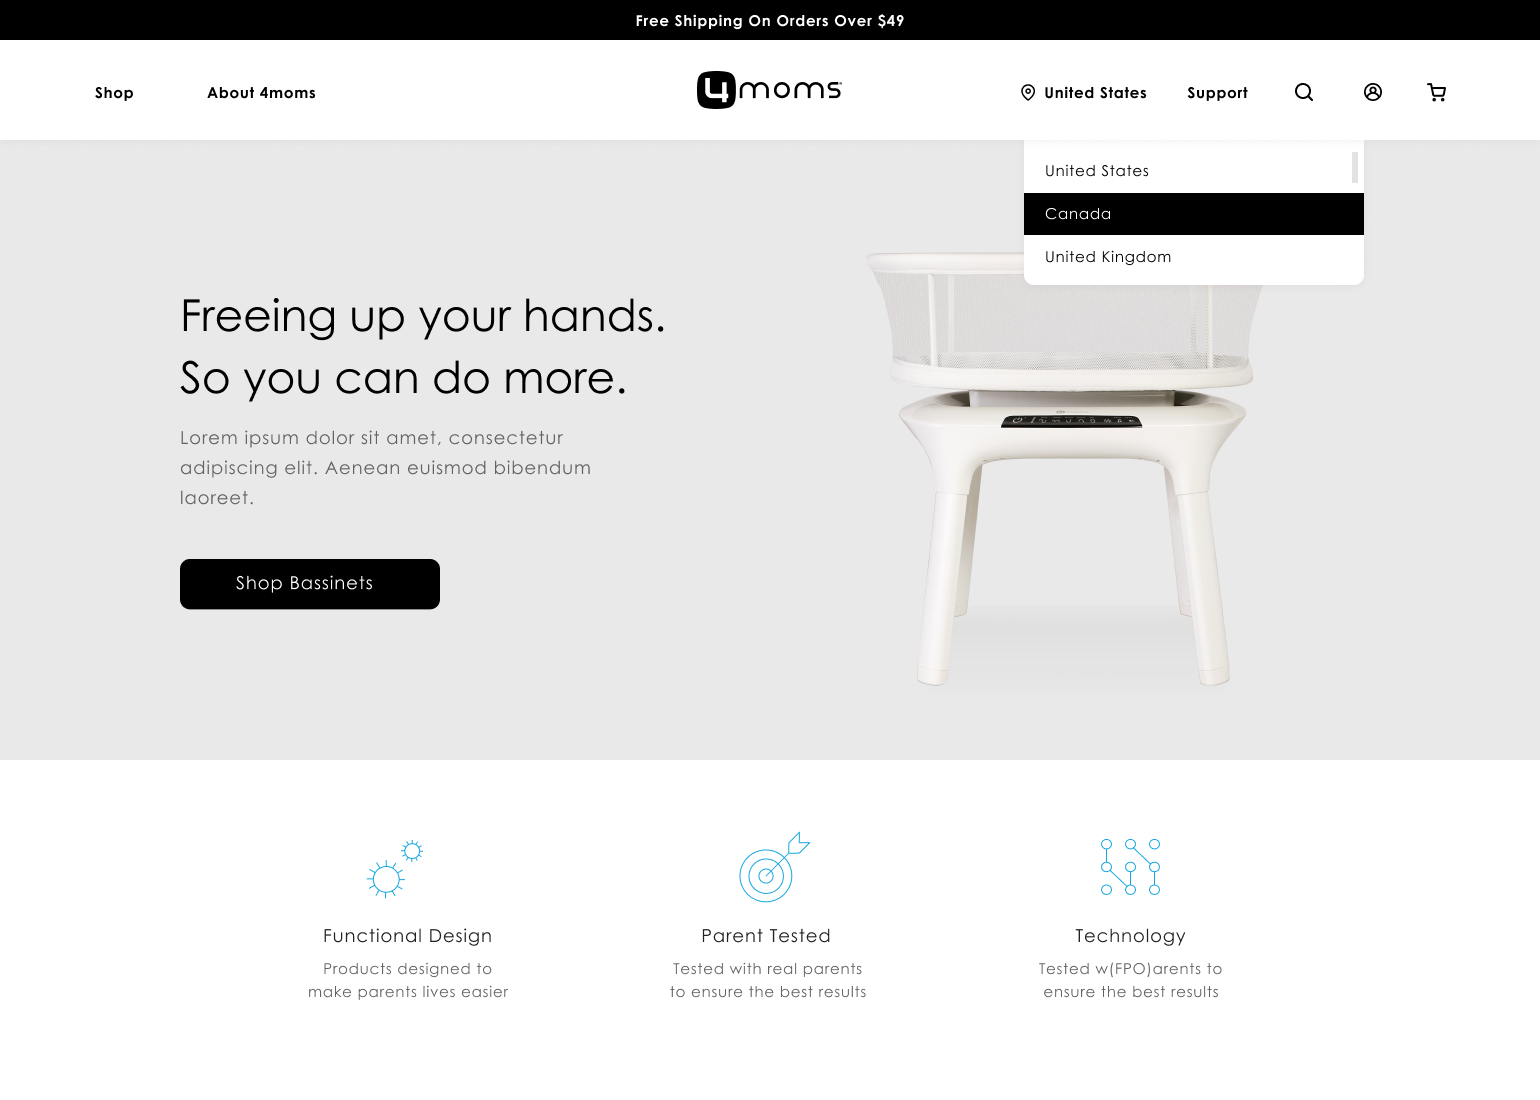 Free Shipping On Orders Over $49
Shop
About 4moms
4moms
United States
Support
United States
Canada
United Kingdom
Freeing up your hands.
So you can do more.
Lorem ipsum dolor sit amet, consectetur
adipiscing elit. Aenean euismod bibendum
laoreet.
Shop Bassinets
Functional Design
Products designed to
make parents lives easier
Parent Tested
Tested with real parents
to ensure the best results
Technology
Tested w(FPO)arents to
ensure the best results